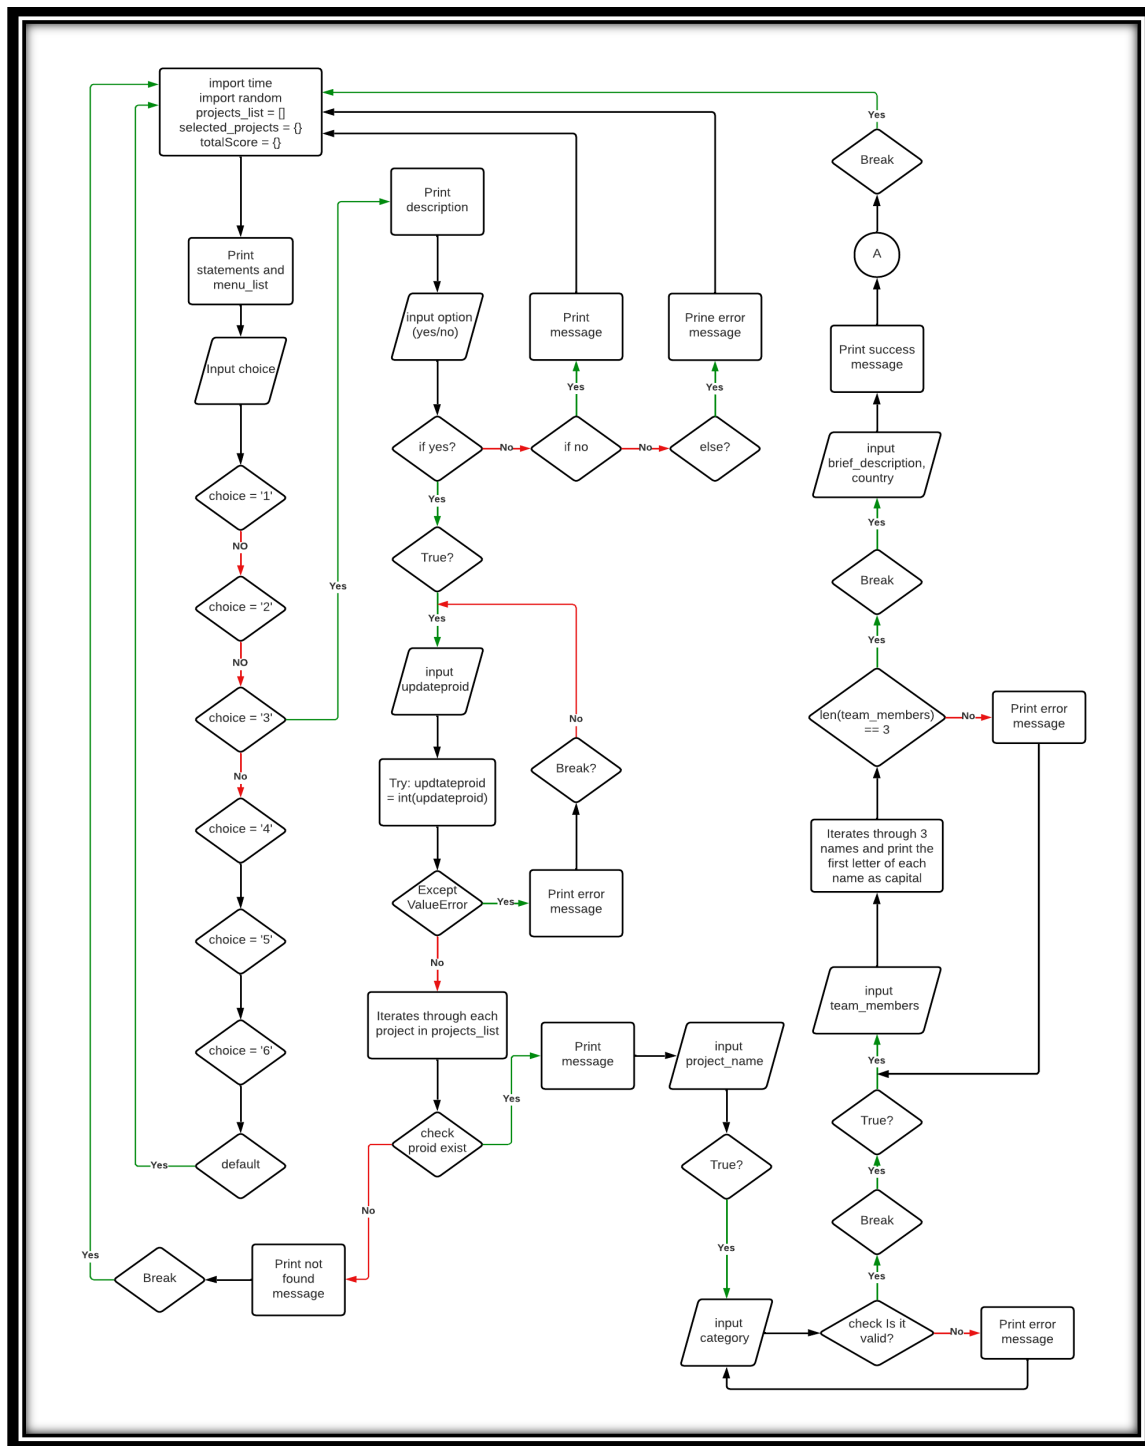 import time
import random
projects_list = []
selected_projects = {}
totalScore = {}
Print
statements and
menu_list
Input choice
choice = '1'
NO
choice = '2'
NO
choice = '3'
No
choice = '4'
choice = '5'
choice = '6'
default
Yes
Yes
Print
description
input option
(yes/no)
if yes?
No
if no
No
else?
Yes
Print
message
Yes
Prine error
message
Yes
True?
Yes
input
updateproid
Try: updtateproid
= int(updateproid)
Except
ValueError
Yes
Print error
message
Break?
No
No
Iterates through each
project in projects_list
check
proid exist
No
Print not
found
message
Break
Yes
Yes
Print
message
input
project_name
True?
Yes
input
category
check Is it
valid?
No
Print error
message
Yes
Break
Yes
True?
Yes
input
team_members
Iterates through 3
names and print the
first letter of each
name as capital
len(team_members)
== 3
No
Print error
message
Yes
Break
Yes
input
brief_description,
country
Print success
message
A
Break
Yes